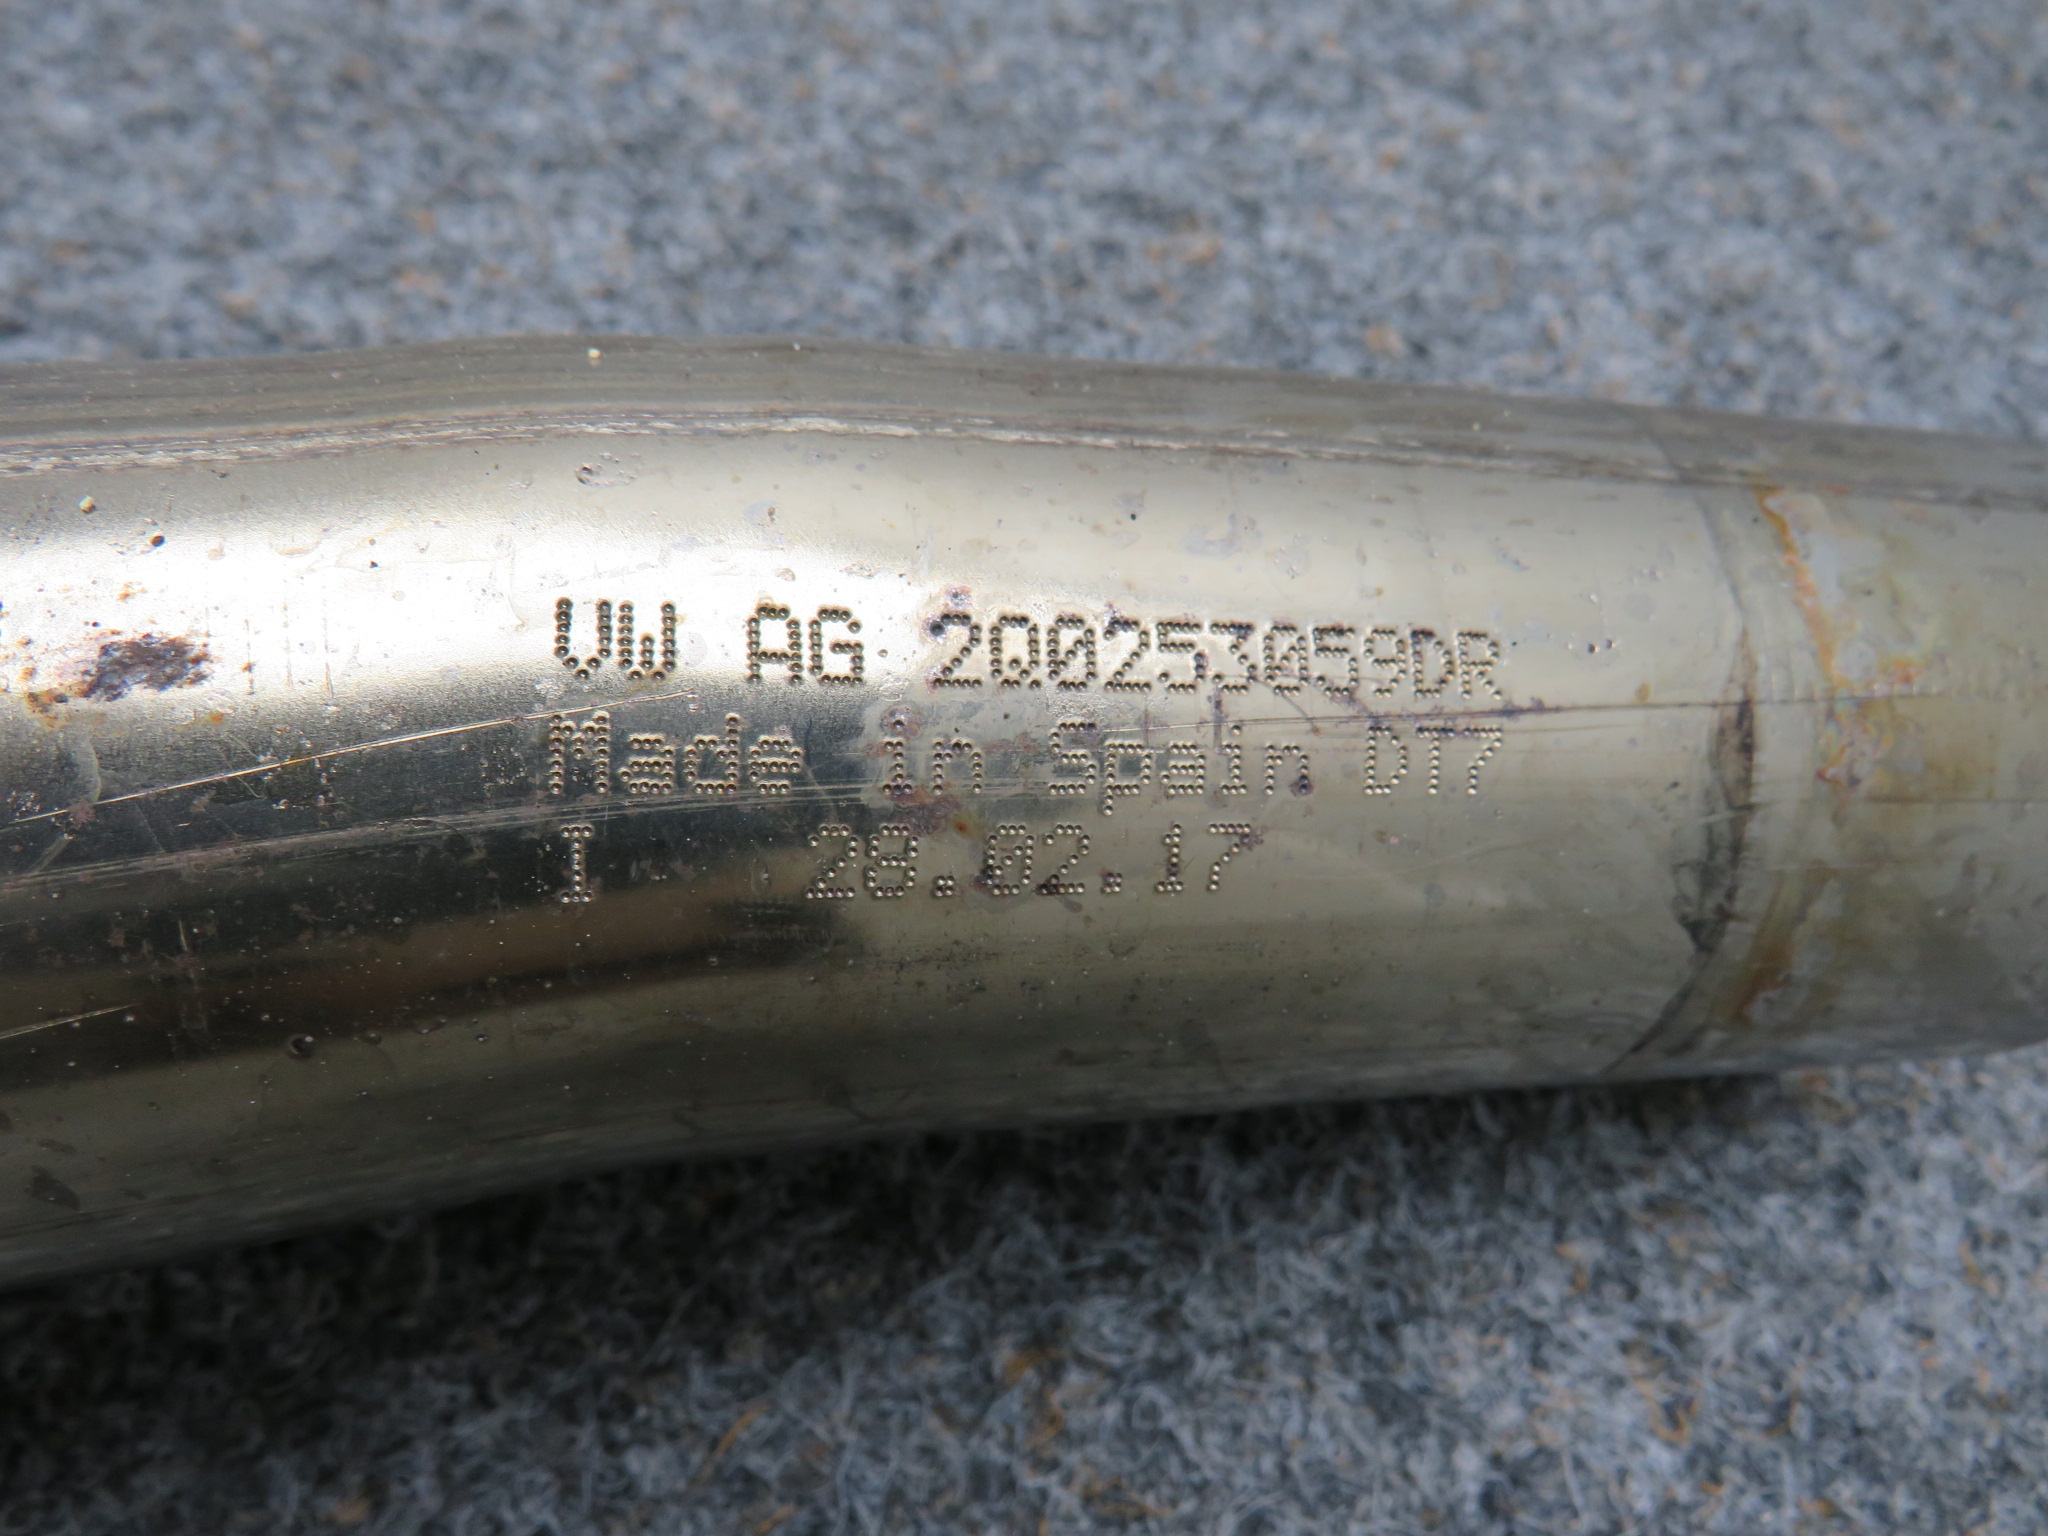 VW AG 2Q0253059DR
Made in Spain DT7
I 28.02.17